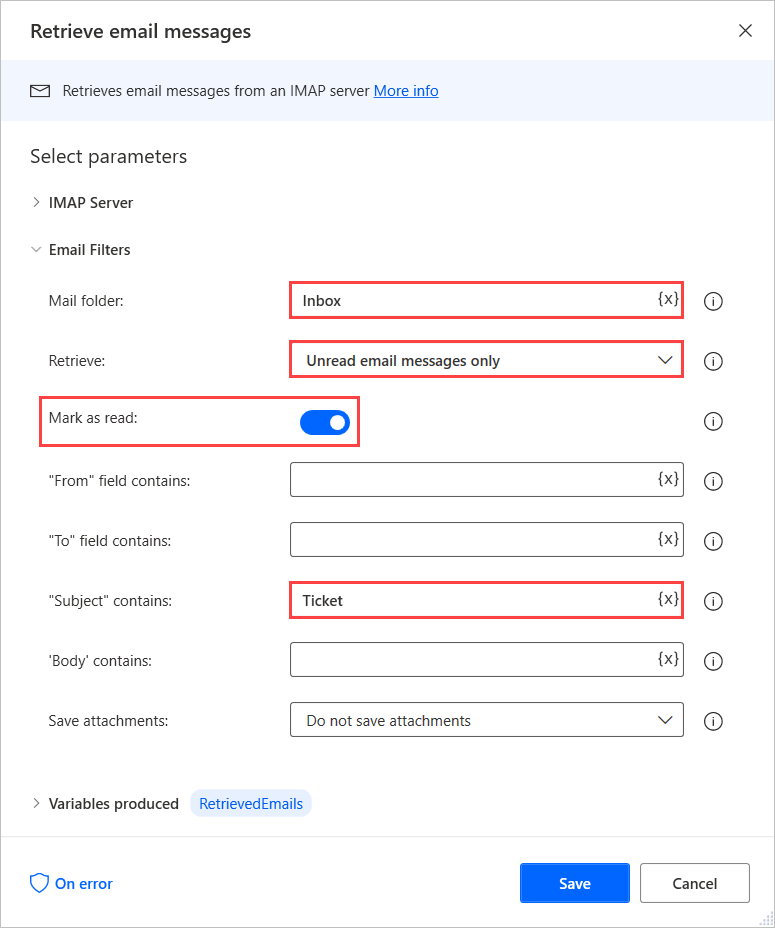 Retrieve email messages
Retrieves email messages from an IMAP server More info
Select parameters
IMAP Server
Email Filters
Mail folder: Inbox {x}
Retrieve: Unread email messages only
Mark as read:
"From" field contains: {x}
"To" field contains: {x}
"Subject" contains: Ticket {x}
'Body' contains: {x}
Save attachments: Do not save attachments
Variables produced RetrievedEmails
On error Save Cancel